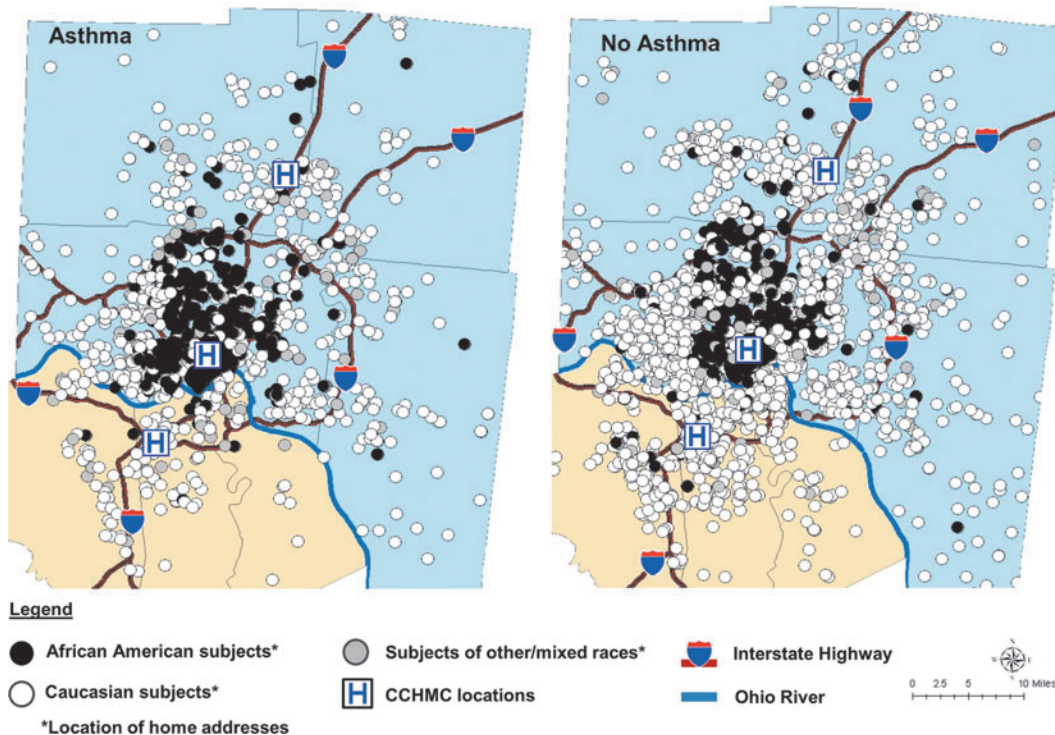 Asthma
No Asthma
H
H
H
H
H
H
Legend
African American subjects*
Subjects of other/mixed races*
Interstate Highway
Caucasian subjects*
H CCHMC locations
Ohio River
*Location of home addresses
N
W E
S
0 2.5 5 10 Miles